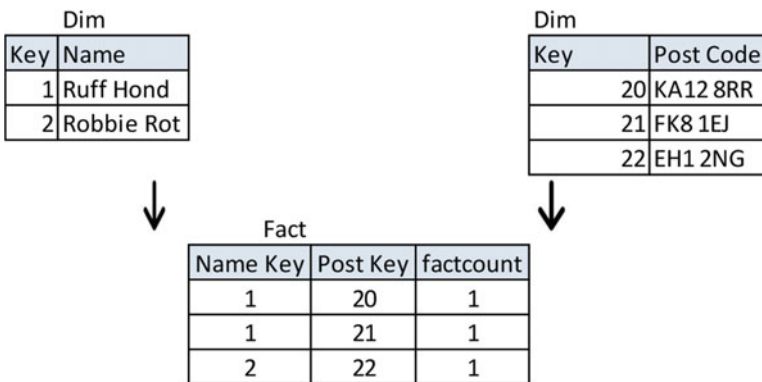 Dim
Key Name
1 Ruff Hond
2 Robbie Rot
Dim
Key Post Code
20 KA12 8RR
21 FK8 1EJ
22 EH1 2NG
Fact
Name Key Post Key factcount
1 20 1
1 21 1
2 22 1